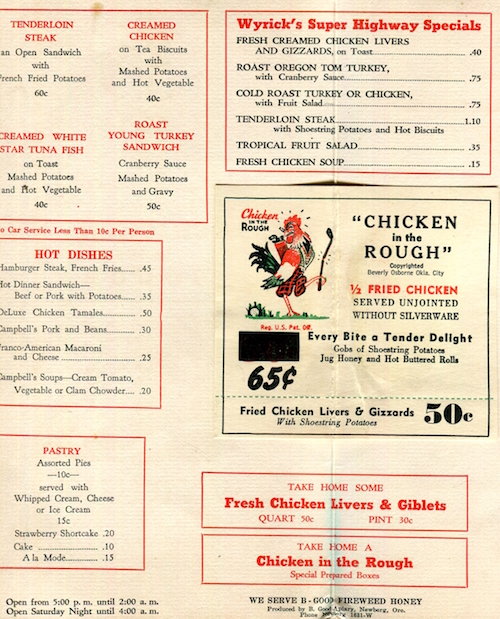 TENDERLOIN
STEAK
on Open Sandwich
with
French Fried Potatoes
60c
CREAMED
CHICKEN
on Tea Biscuits
with
Mashed Potatoes
and Hot Vegetable
40c
CREAMED WHITE
STAR TUNA FISH
on Toast
Mashed Potatoes
and Hot Vegetable
40c
ROAST
YOUNG TURKEY
SANDWICH
Cranberry Sauce
Mashed Potatoes
and Gravy
50c
o Car Service Less Than 10c Per Person
HOT DISHES
Hamburger Steak, French Fries...... .45
Hot Dinner Sandwich—
Beef or Pork with Potatoes...... .35
DeLuxe Chicken Tamales............ .50
Campbell's Pork and Beans......... .30
Franco-American Macaroni
and Cheese ........................ .25
Campbell's Soups—Cream Tomato,
Vegetable or Clam Chowder.... .20
PASTRY
Assorted Pies
—10c—
served with
Whipped Cream, Cheese
or Ice Cream
15c
Strawberry Shortcake .20
Cake ........................ .10
A la Mode............... .15
Open from 5:00 p. m. until 2:00 a. m.
Open Saturday Night until 4:00 a. m.
Wyrick's Super Highway Specials
FRESH CREAMED CHICKEN LIVERS
AND GIZZARDS, on Toast........................ .40
ROAST OREGON TOM TURKEY,
with Cranberry Sauce........................ .75
COLD ROAST TURKEY OR CHICKEN,
with Fruit Salad........................ .75
TENDERLOIN STEAK........................ 1.10
with Shoestring Potatoes and Hot Biscuits
TROPICAL FRUIT SALAD........................ .35
FRESH CHICKEN SOUP........................ .15
Chicken
IN THE
ROUGH
Reg. U.S. Pat. Off.
"CHICKEN
in the
ROUGH"
Copyrighted
Beverly Osborne Okla. City
½ FRIED CHICKEN
SERVED UNJOINTED
WITHOUT SILVERWARE
Every Bite a Tender Delight
Gobs of Shoestring Potatoes
Jug Honey and Hot Buttered Rolls
65¢
Fried Chicken Livers & Gizzards 50c
With Shoestring Potatoes
TAKE HOME SOME
Fresh Chicken Livers & Giblets
QUART 50c PINT 30c
TAKE HOME A
Chicken in the Rough
Special Prepared Boxes
WE SERVE B - GOOD FIREWEED HONEY
Produced by B. Good Apiary, Newberg, Ore.
Phone 1621-W